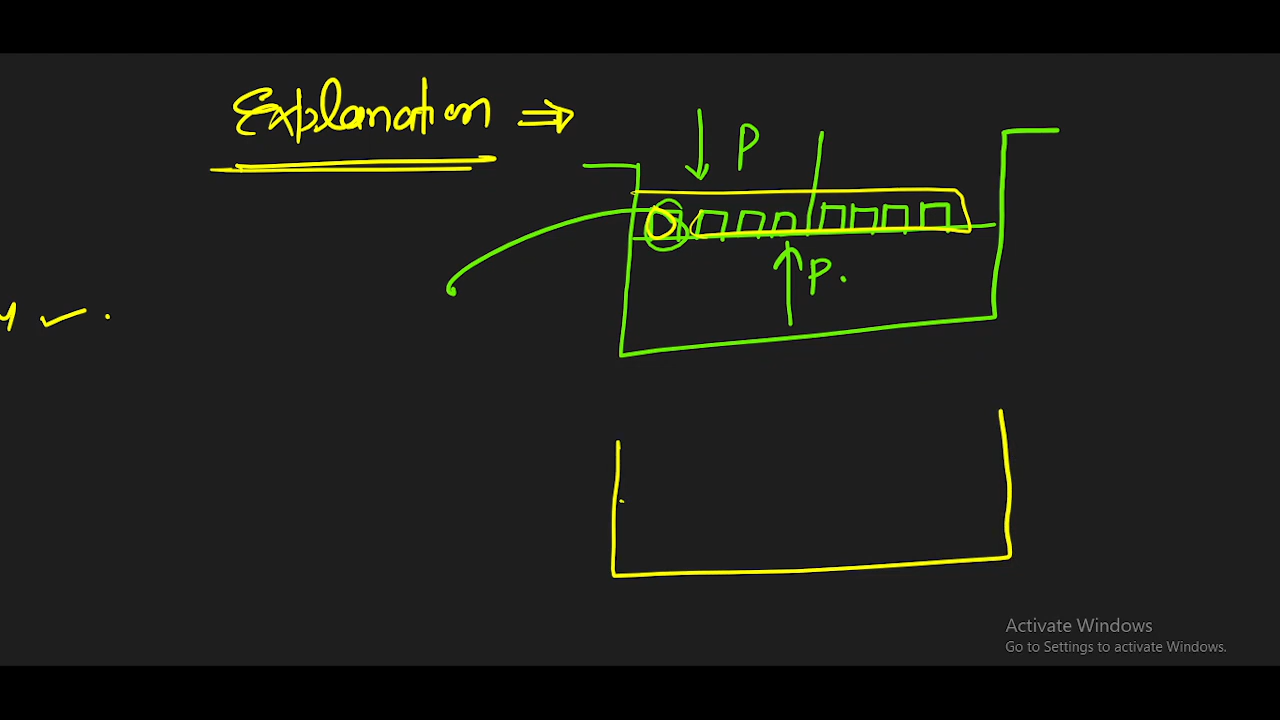 Explanation ⇒
P
P.
Activate Windows
Go to Settings to activate Windows.